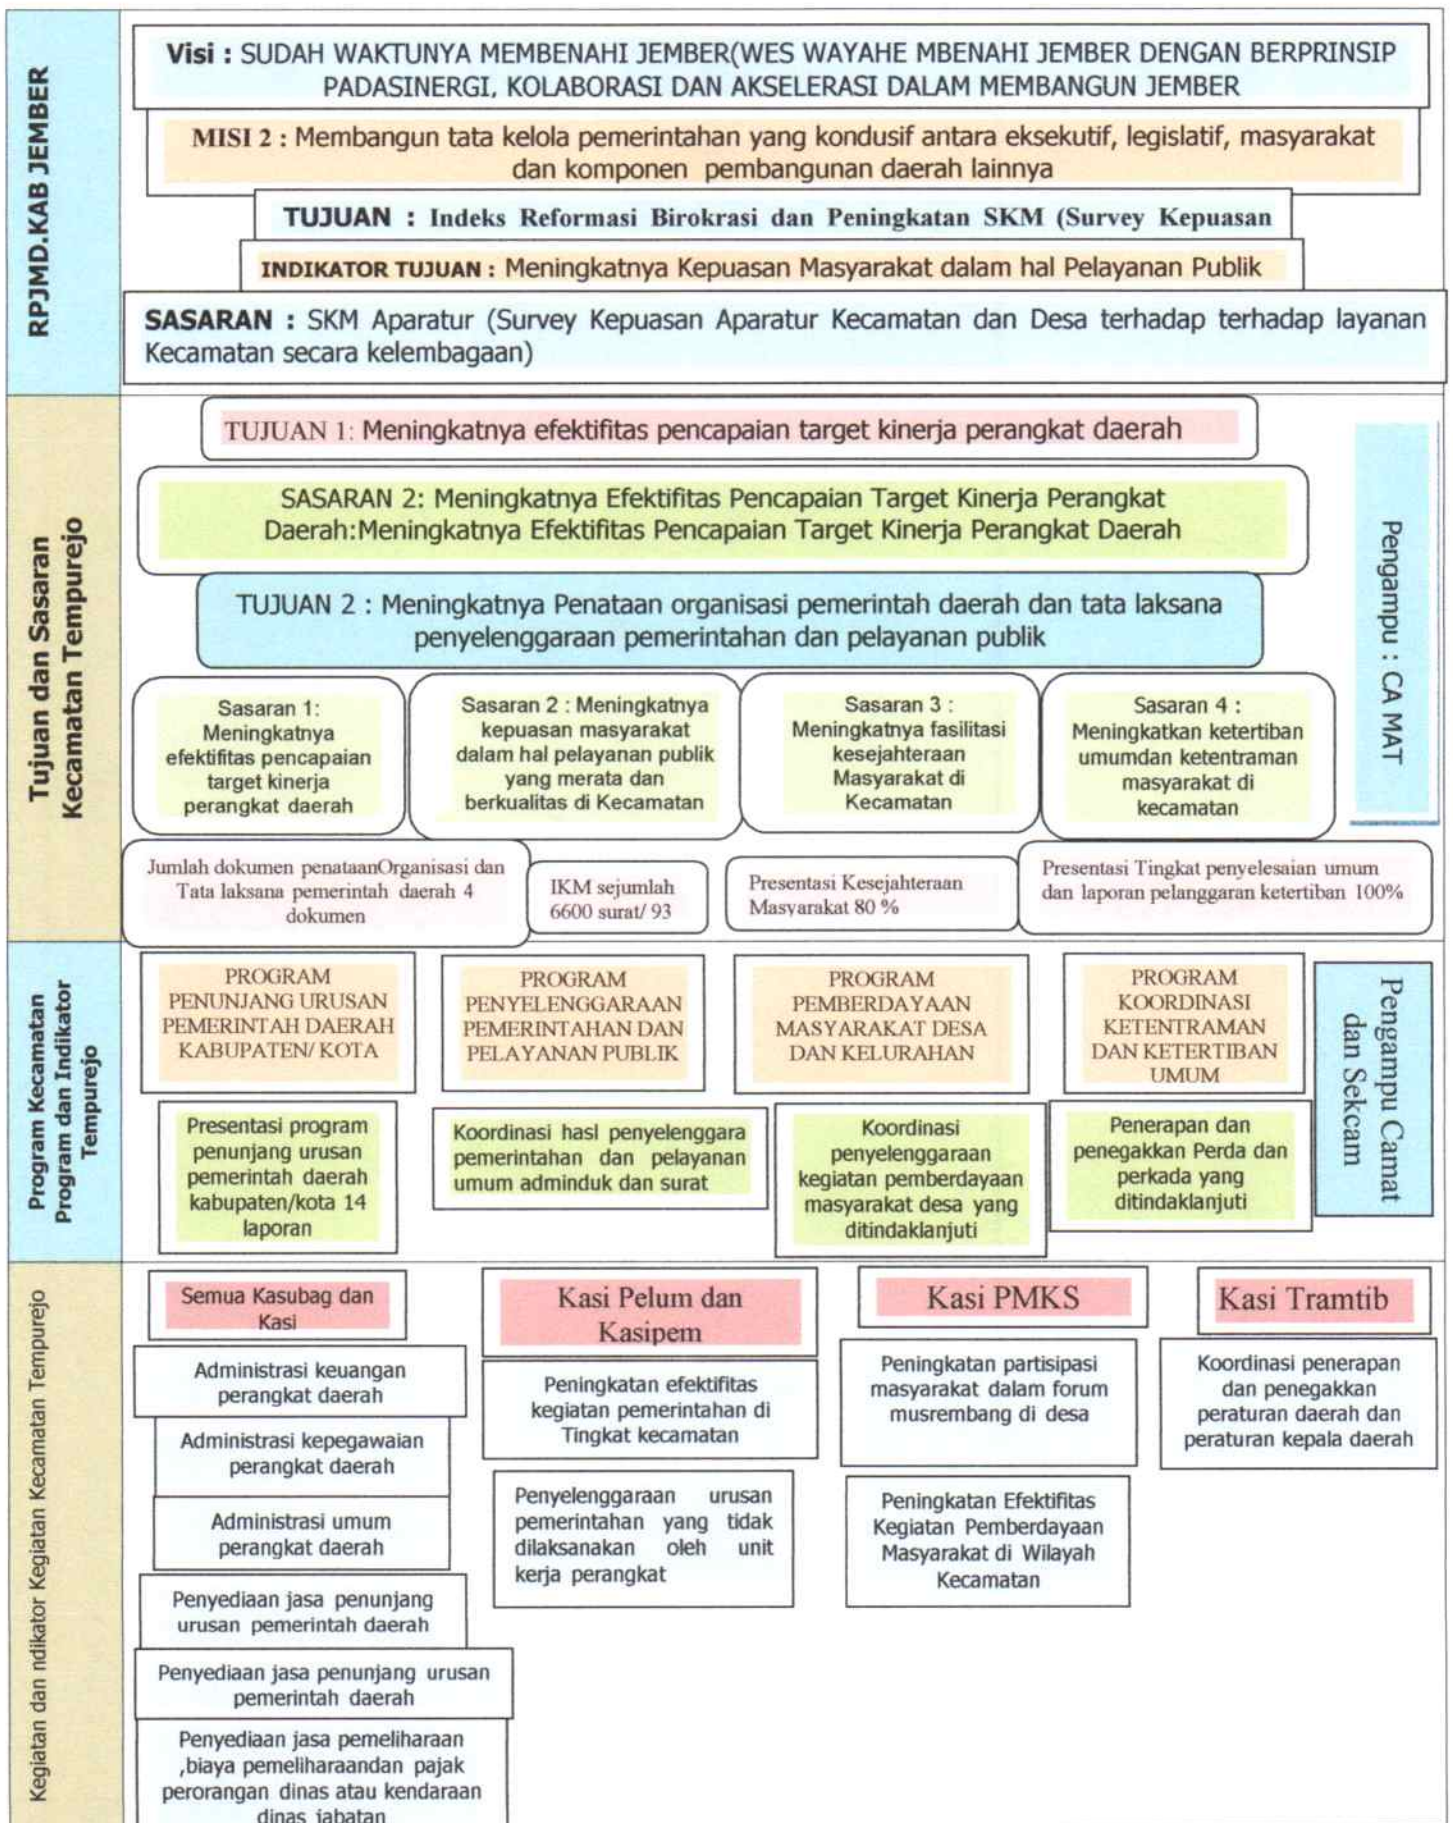 RPJMD.KAB JEMBER
Visi : SUDAH WAKTUNYA MEMBENAHI JEMBER(WES WAYAHE MBENAHI JEMBER DENGAN BERPRINSIP
PADASINERGI, KOLABORASI DAN AKSELERASI DALAM MEMBANGUN JEMBER
MISI 2 : Membangun tata kelola pemerintahan yang kondusif antara eksekutif, legislatif, masyarakat
dan komponen pembangunan daerah lainnya
TUJUAN : Indeks Reformasi Birokrasi dan Peningkatan SKM (Survey Kepuasan
INDIKATOR TUJUAN : Meningkatnya Kepuasan Masyarakat dalam hal Pelayanan Publik
SASARAN : SKM Aparatur (Survey Kepuasan Aparatur Kecamatan dan Desa terhadap terhadap layanan
Kecamatan secara kelembagaan)
Tujuan dan Sasaran
Kecamatan Tempurejo
TUJUAN 1: Meningkatnya efektifitas pencapaian target kinerja perangkat daerah
SASARAN 2: Meningkatnya Efektifitas Pencapaian Target Kinerja Perangkat
Daerah:Meningkatnya Efektifitas Pencapaian Target Kinerja Perangkat Daerah
TUJUAN 2 : Meningkatnya Penataan organisasi pemerintah daerah dan tata laksana
penyelenggaraan pemerintahan dan pelayanan publik
Pengampu : CA MAT
Sasaran 1:
Meningkatnya
efektifitas pencapaian
target kinerja
perangkat daerah
Sasaran 2 : Meningkatnya
kepuasan masyarakat
dalam hal pelayanan publik
yang merata dan
berkualitas di Kecamatan
Sasaran 3 :
Meningkatnya fasilitasi
kesejahteraan
Masyarakat di
Kecamatan
Sasaran 4 :
Meningkatkan ketertiban
umumdan ketentraman
masyarakat di
kecamatan
Jumlah dokumen penataanOrganisasi dan
Tata laksana pemerintah daerah 4
dokumen
IKM sejumlah
6600 surat/ 93
Presentasi Kesejahteraan
Masyarakat 80 %
Presentasi Tingkat penyelesaian umum
dan laporan pelanggaran ketertiban 100%
Program Kecamatan
Program dan Indikator
Tempurejo
PROGRAM
PENUNJANG URUSAN
PEMERINTAH DAERAH
KABUPATEN/ KOTA
PROGRAM
PENYELENGGARAAN
PEMERINTAHAN DAN
PELAYANAN PUBLIK
PROGRAM
PEMBERDAYAAN
MASYARAKAT DESA
DAN KELURAHAN
PROGRAM
KOORDINASI
KETENTRAMAN
DAN KETERTIBAN
UMUM
Pengampu Camat
dan Sekcam
Presentasi program
penunjang urusan
pemerintah daerah
kabupaten/kota 14
laporan
Koordinasi hasl penyelenggara
pemerintahan dan pelayanan
umum adminduk dan surat
Koordinasi
penyelenggaraan
kegiatan pemberdayaan
masyarakat desa yang
ditindaklanjuti
Penerapan dan
penegakkan Perda dan
perkada yang
ditindaklanjuti
Kegiatan dan ndikator Kegiatan Kecamatan Tempurejo
Semua Kasubag dan
Kasi
Administrasi keuangan
perangkat daerah
Administrasi kepegawaian
perangkat daerah
Administrasi umum
perangkat daerah
Penyediaan jasa penunjang
urusan pemerintah daerah
Penyediaan jasa penunjang urusan
pemerintah daerah
Penyediaan jasa pemeliharaan
,biaya pemeliharaandan pajak
perorangan dinas atau kendaraan
dinas jabatan
Kasi Pelum dan
Kasipem
Peningkatan efektifitas
kegiatan pemerintahan di
Tingkat kecamatan
Penyelenggaraan urusan
pemerintahan yang tidak
dilaksanakan oleh unit
kerja perangkat
Kasi PMKS
Peningkatan partisipasi
masyarakat dalam forum
musrembang di desa
Peningkatan Efektifitas
Kegiatan Pemberdayaan
Masyarakat di Wilayah
Kecamatan
Kasi Tramtib
Koordinasi penerapan
dan penegakkan
peraturan daerah dan
peraturan kepala daerah